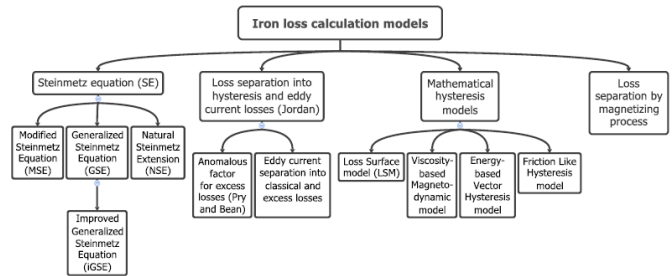 Iron loss calculation models
Steinmetz equation (SE)
Loss separation into
hysteresis and eddy
current losses (Jordan)
Mathematical
hysteresis
models
Loss
separation by
magnetizing
process
Modified
Steinmetz
Equation
(MSE)
Generalized
Steinmetz
Equation
(GSE)
Natural
Steinmetz
Extension
(NSE)
Anomalous
factor
for excess
losses (Pry
and Bean)
Eddy current
separation into
classical and
excess losses
Loss Surface
model (LSM)
Viscosity-
based
Magneto-
dynamic
model
Energy-
based
Vector
Hysteresis
model
Friction Like
Hysteresis
model
Improved
Generalized
Steinmetz
Equation
(iGSE)